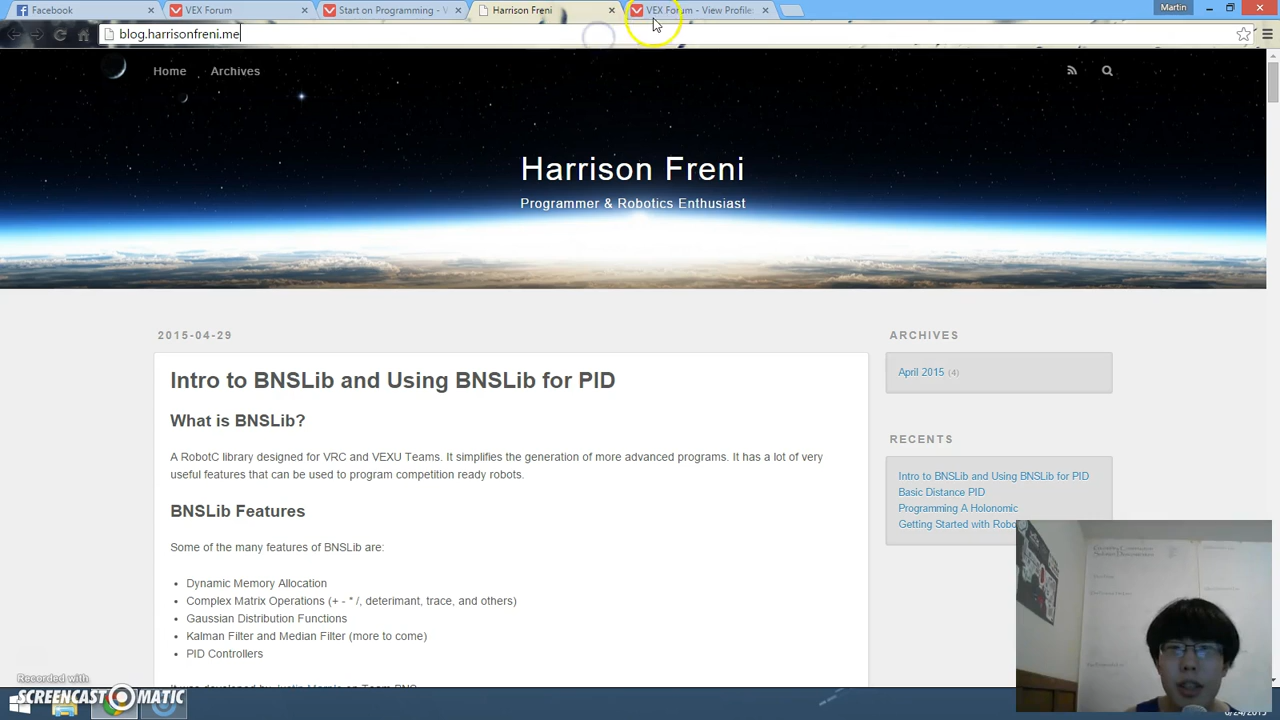 Facebook
VEX Forum
Start on Programming - V
Harrison Freni
VEX Forum - View Profile:
Martin
blog.harrisonfreni.me
Home
Archives
Harrison Freni
Programmer & Robotics Enthusiast
2015-04-29
Intro to BNSLib and Using BNSLib for PID
What is BNSLib?
A RobotC library designed for VRC and VEXU Teams. It simplifies the generation of more advanced programs. It has a lot of very
useful features that can be used to program competition ready robots.
BNSLib Features
Some of the many features of BNSLib are:
Dynamic Memory Allocation
Complex Matrix Operations (+ - * /, deterimant, trace, and others)
Gaussian Distribution Functions
Kalman Filter and Median Filter (more to come)
PID Controllers
ARCHIVES
April 2015 (4)
RECENTS
Intro to BNSLib and Using BNSLib for PID
Basic Distance PID
Programming A Holonomic
Getting Started with Robo
Recorded with
SCREENCAST-O-MATIC